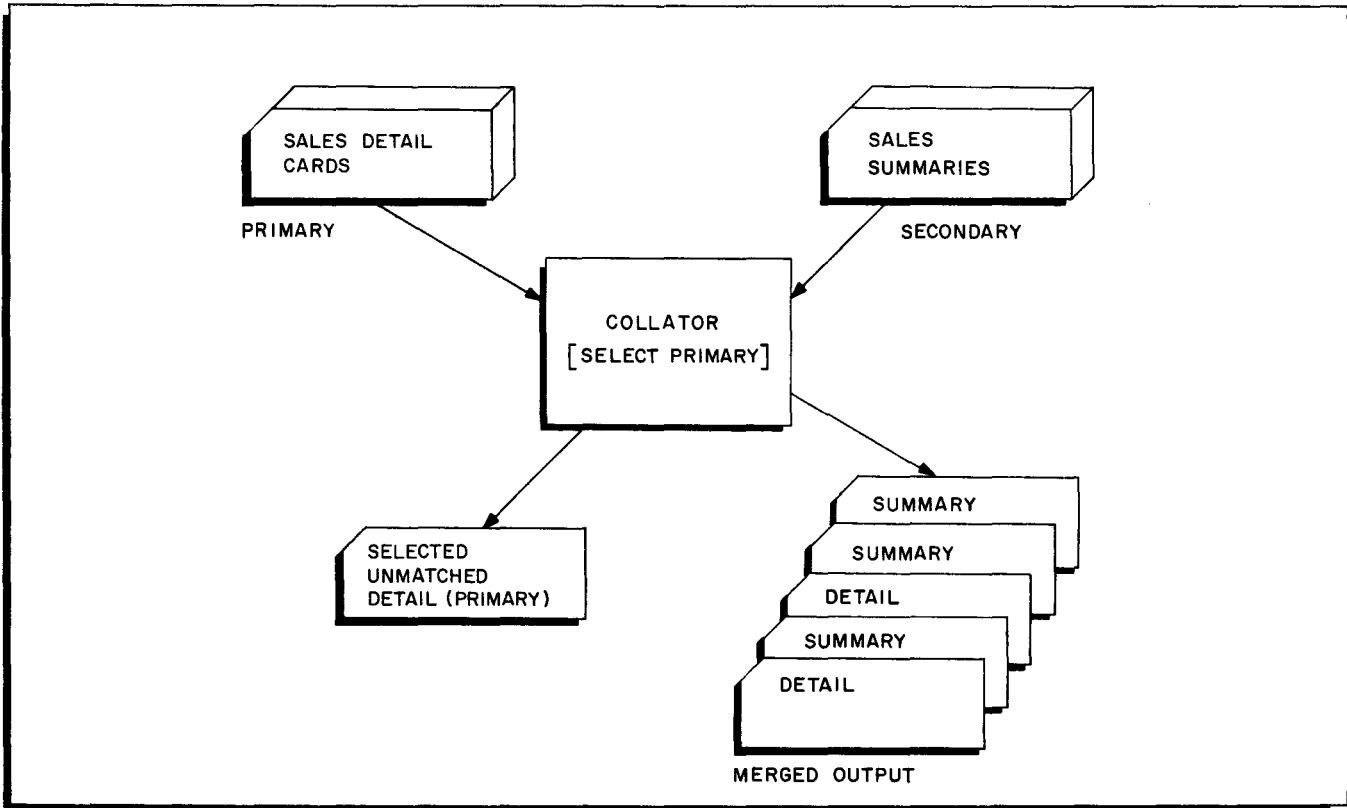 SALES DETAIL
CARDS
PRIMARY
SALES
SUMMARIES
SECONDARY
COLLATOR
[SELECT PRIMARY]
SELECTED
UNMATCHED
DETAIL (PRIMARY)
SUMMARY
SUMMARY
DETAIL
SUMMARY
DETAIL
MERGED OUTPUT